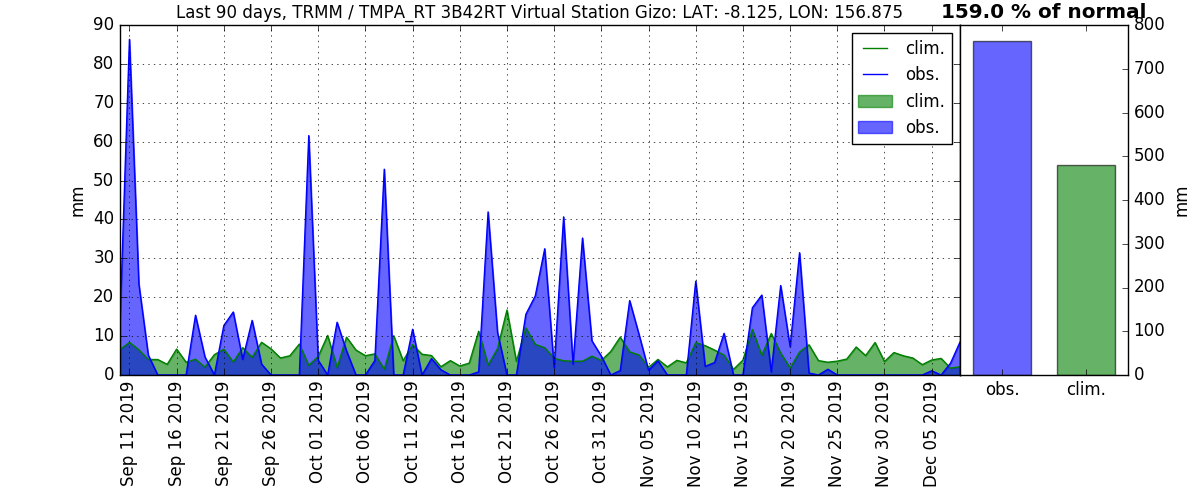 Last 90 days, TRMM / TMPA_RT 3B42RT Virtual Station Gizo: LAT: -8.125, LON: 156.875
159.0 % of normal
90
80
70
60
50
40
30
20
10
0
mm
clim.
obs.
clim.
obs.
800
700
600
500
400
300
200
100
0
mm
Sep 11 2019
Sep 16 2019
Sep 21 2019
Sep 26 2019
Oct 01 2019
Oct 06 2019
Oct 11 2019
Oct 16 2019
Oct 21 2019
Oct 26 2019
Oct 31 2019
Nov 05 2019
Nov 10 2019
Nov 15 2019
Nov 20 2019
Nov 25 2019
Nov 30 2019
Dec 05 2019
obs.
clim.